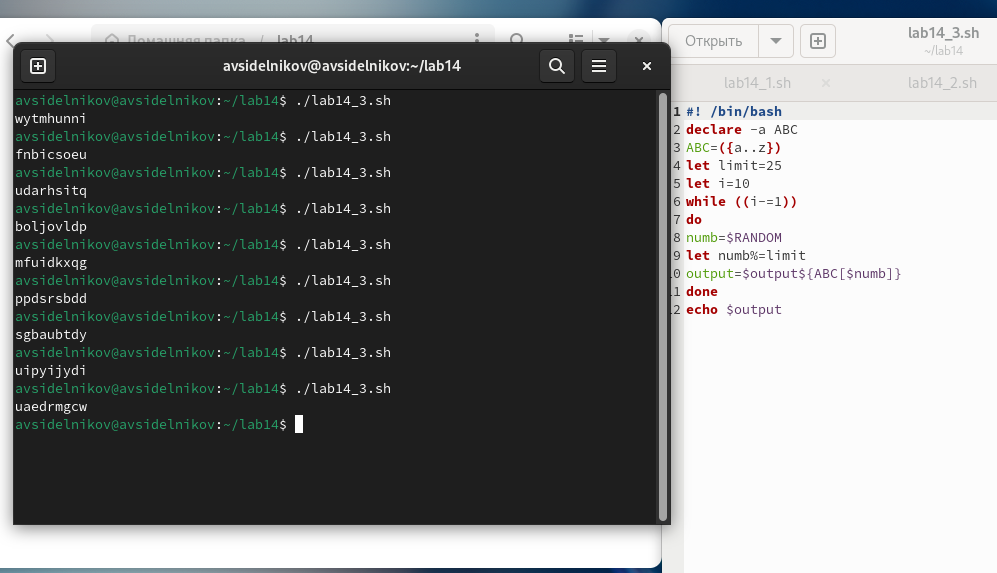 Домашняя папка / lab14
avsidelnikov@avsidelnikov:~/lab14
avsidelnikov@avsidelnikov:~/lab14$ ./lab14_3.sh
wytmhunni
avsidelnikov@avsidelnikov:~/lab14$ ./lab14_3.sh
fnbicsoeu
avsidelnikov@avsidelnikov:~/lab14$ ./lab14_3.sh
udarhsitq
avsidelnikov@avsidelnikov:~/lab14$ ./lab14_3.sh
boljovldp
avsidelnikov@avsidelnikov:~/lab14$ ./lab14_3.sh
mfuidkxqg
avsidelnikov@avsidelnikov:~/lab14$ ./lab14_3.sh
ppdsrsbdd
avsidelnikov@avsidelnikov:~/lab14$ ./lab14_3.sh
sgbaubtdy
avsidelnikov@avsidelnikov:~/lab14$ ./lab14_3.sh
uipyijydi
avsidelnikov@avsidelnikov:~/lab14$ ./lab14_3.sh
uaedrmgcw
avsidelnikov@avsidelnikov:~/lab14$
Открыть
lab14_3.sh
~/lab14
lab14_1.sh
lab14_2.sh
1 #! /bin/bash
2 declare -a ABC
3 ABC=({a..z})
4 let limit=25
5 let i=10
6 while ((i-=1))
7 do
8 numb=$RANDOM
9 let numb%=limit
10 output=$output${ABC[$numb]}
11 done
12 echo $output